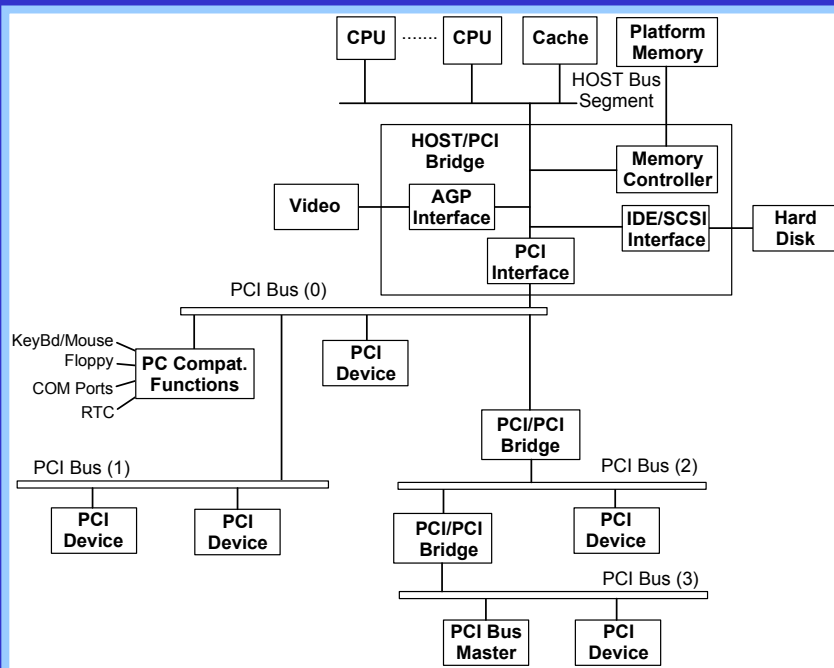 CPU ........ CPU
Cache
Platform
Memory
HOST Bus
Segment
HOST/PCI
Bridge
Memory
Controller
Video
AGP
Interface
IDE/SCSI
Interface
Hard
Disk
PCI
Interface
PCI Bus (0)
KeyBd/Mouse
Floppy
COM Ports
RTC
PC Compat.
Functions
PCI
Device
PCI/PCI
Bridge
PCI Bus (1)
PCI Bus (2)
PCI
Device
PCI
Device
PCI/PCI
Bridge
PCI
Device
PCI Bus (3)
PCI Bus
Master
PCI
Device